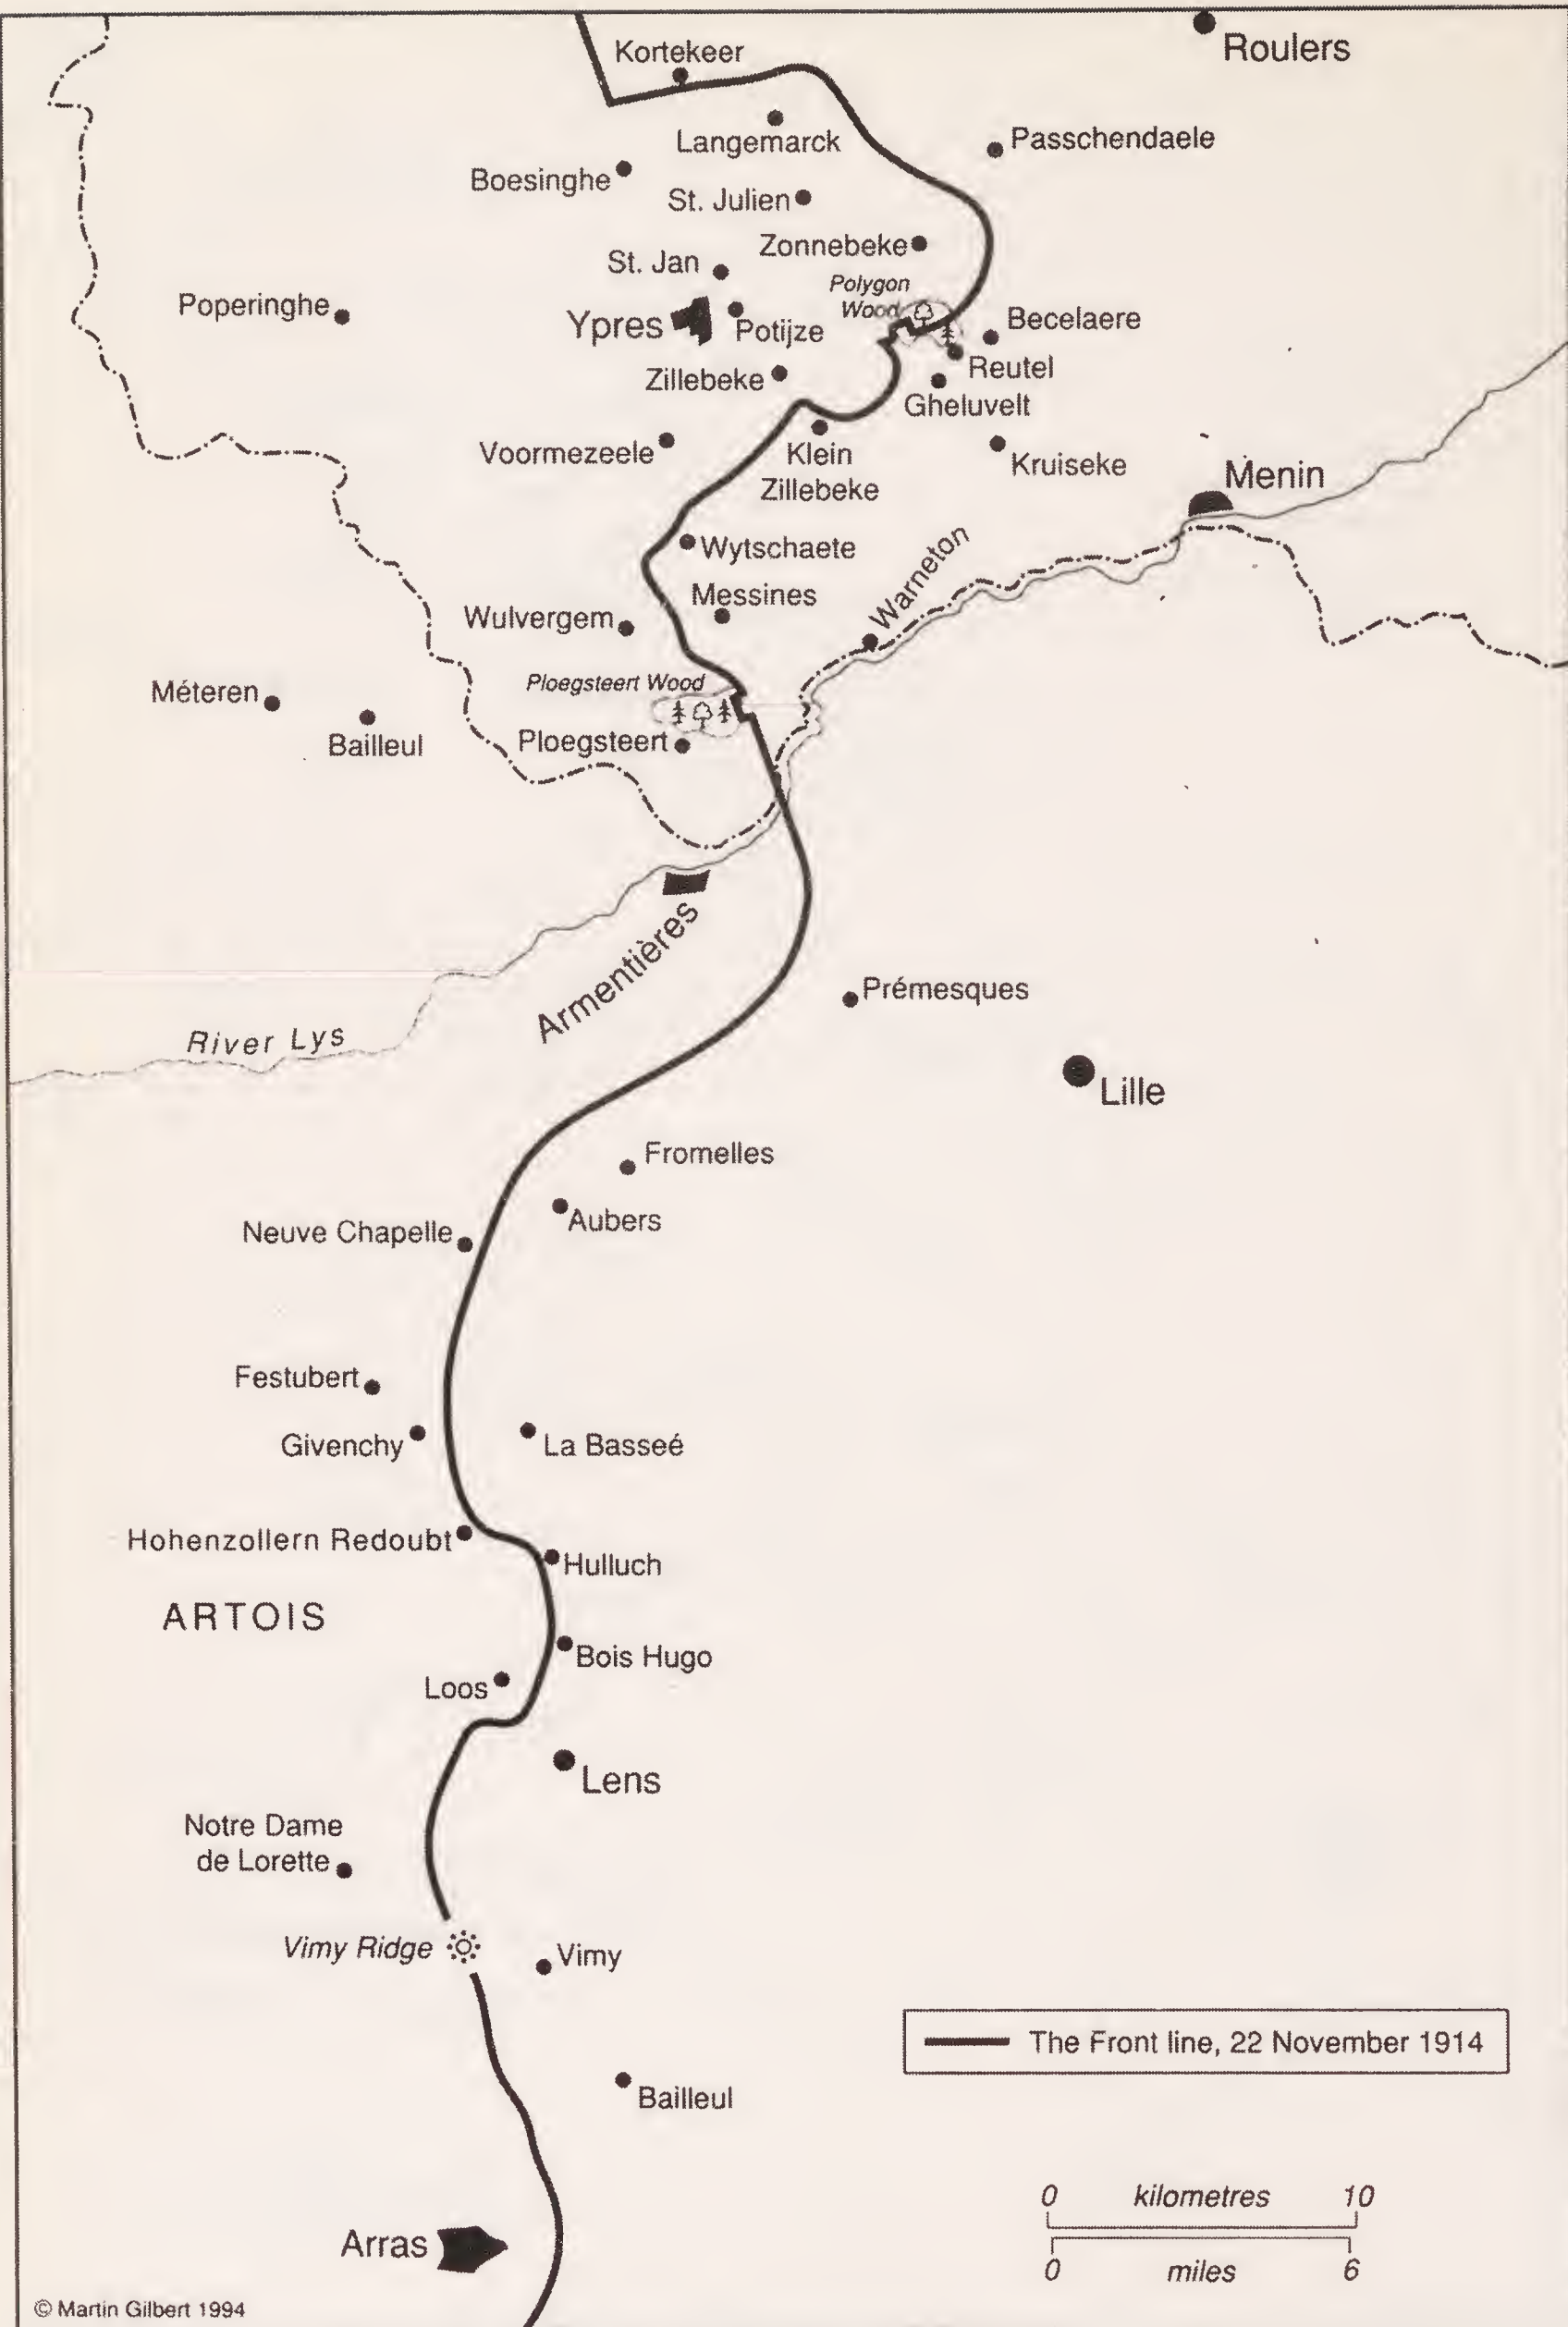 Kortekeer
Roulers
Langemarck
Passchendaele
Boesinghe
St. Julien
Zonnebeke
St. Jan
Polygon
Wood
Poperinghe
Ypres
Potijze
Becelaere
Reutel
Zillebeke
Gheluvelt
Voormezeele
Klein
Zillebeke
Kruiseke
Menin
Wytschaete
Warneton
Messines
Wulvergem
Ploegsteert Wood
Méteren
Bailleul
Ploegsteert
Armentières
Prémesques
River Lys
Lille
Fromelles
Aubers
Neuve Chapelle
Festubert
Givenchy
La Basseé
Hohenzollern Redoubt
Hulluch
ARTOIS
Bois Hugo
Loos
Lens
Notre Dame
de Lorette
Vimy Ridge
Vimy
The Front line, 22 November 1914
Bailleul
0 kilometres 10
Arras
0 miles 6
© Martin Gilbert 1994